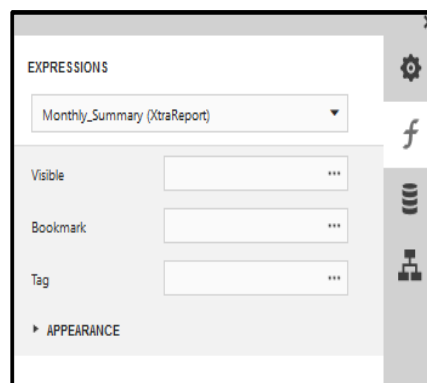 EXPRESSIONS
Monthly_Summary (XtraReport)
Visible
Bookmark
Tag
APPEARANCE